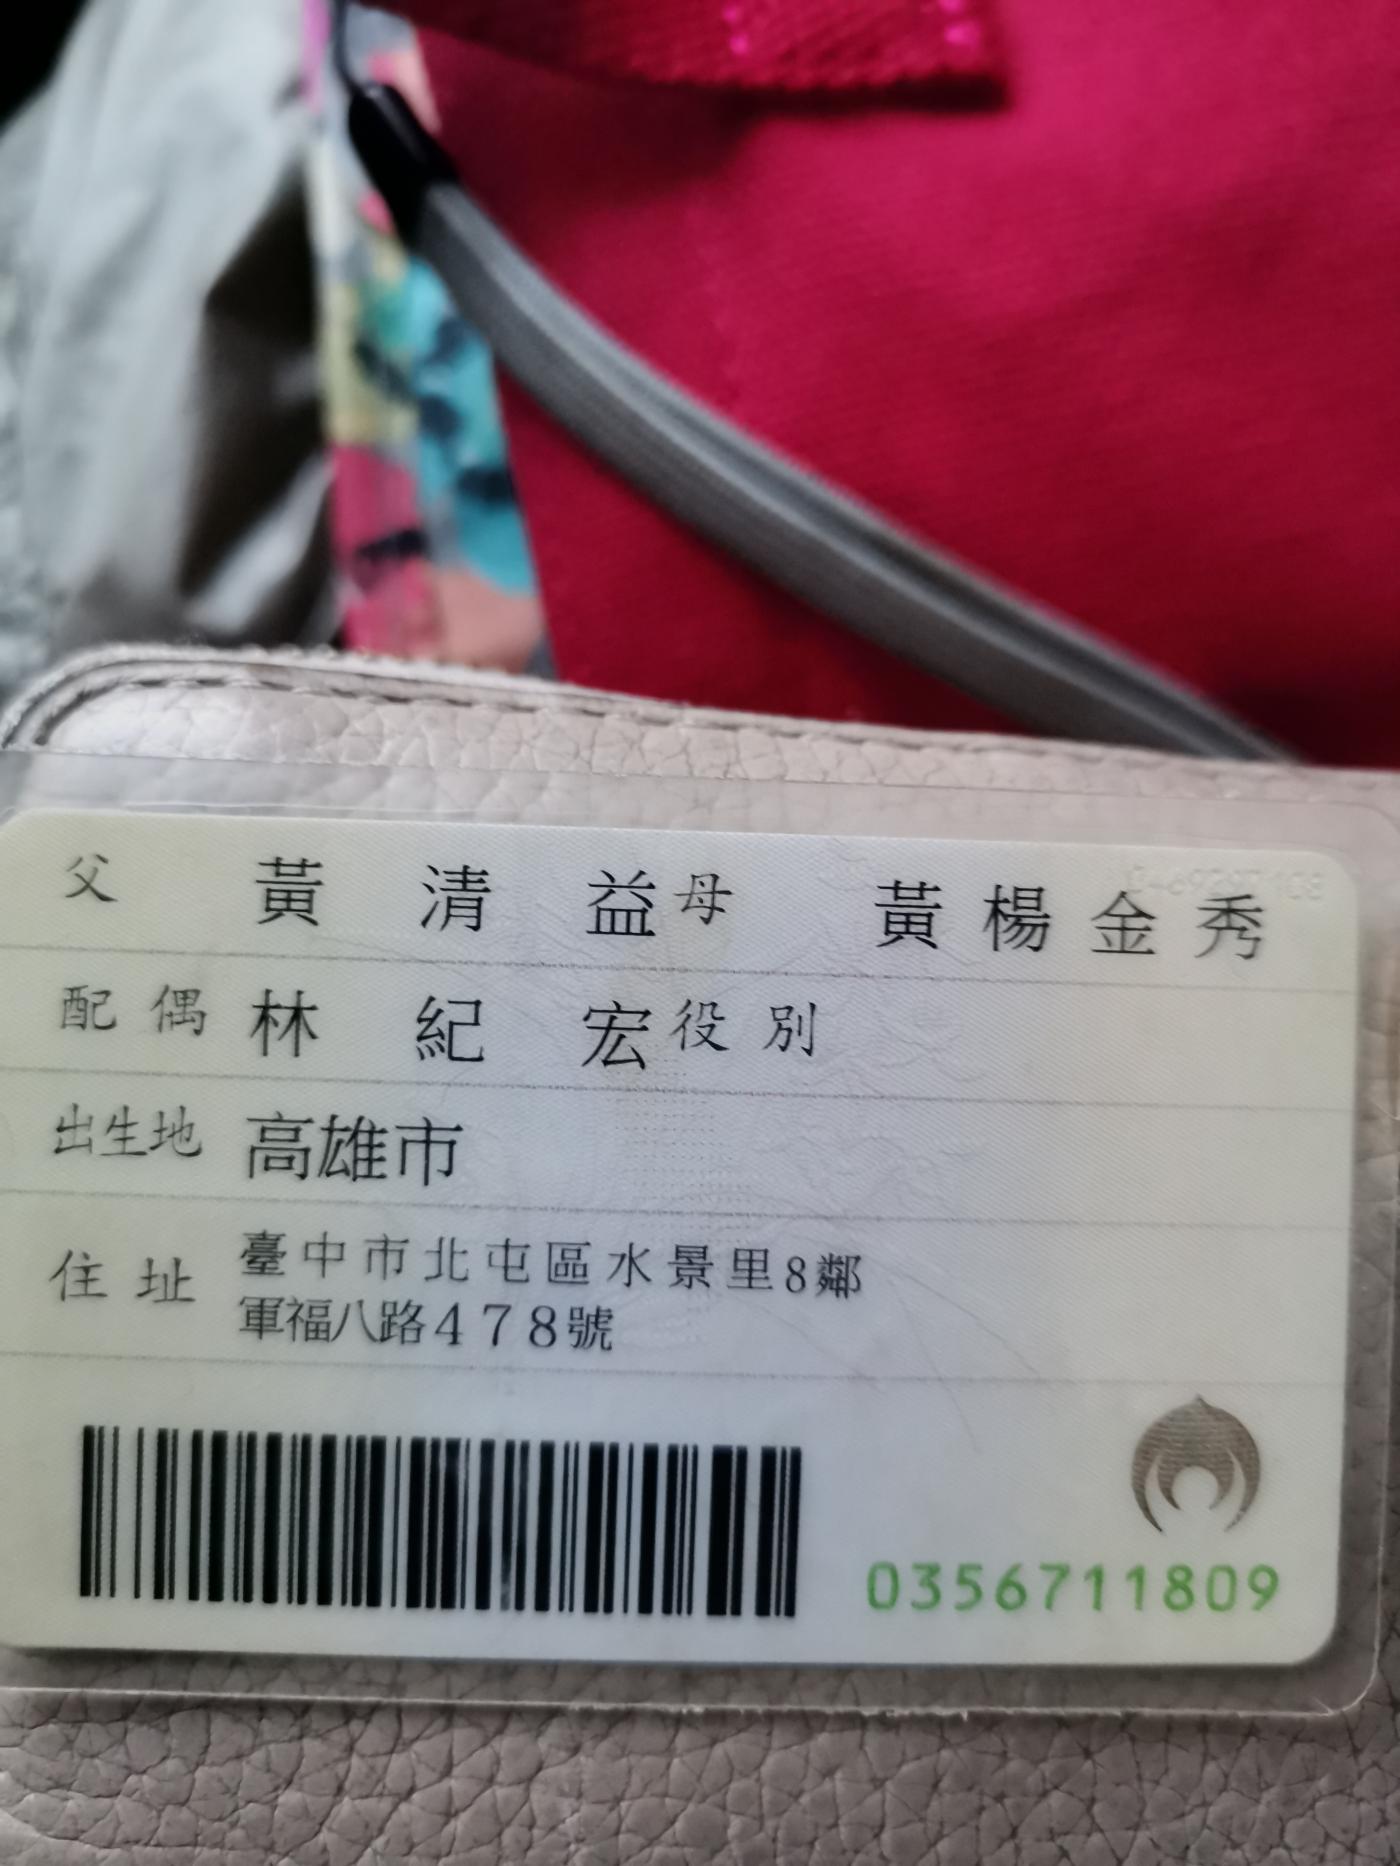 父 黃清益 母 黃楊金秀
配偶 林紀宏 役別
出生地 高雄市
住址 臺中市北屯區水景里8鄰
軍福八路478號
0356711809